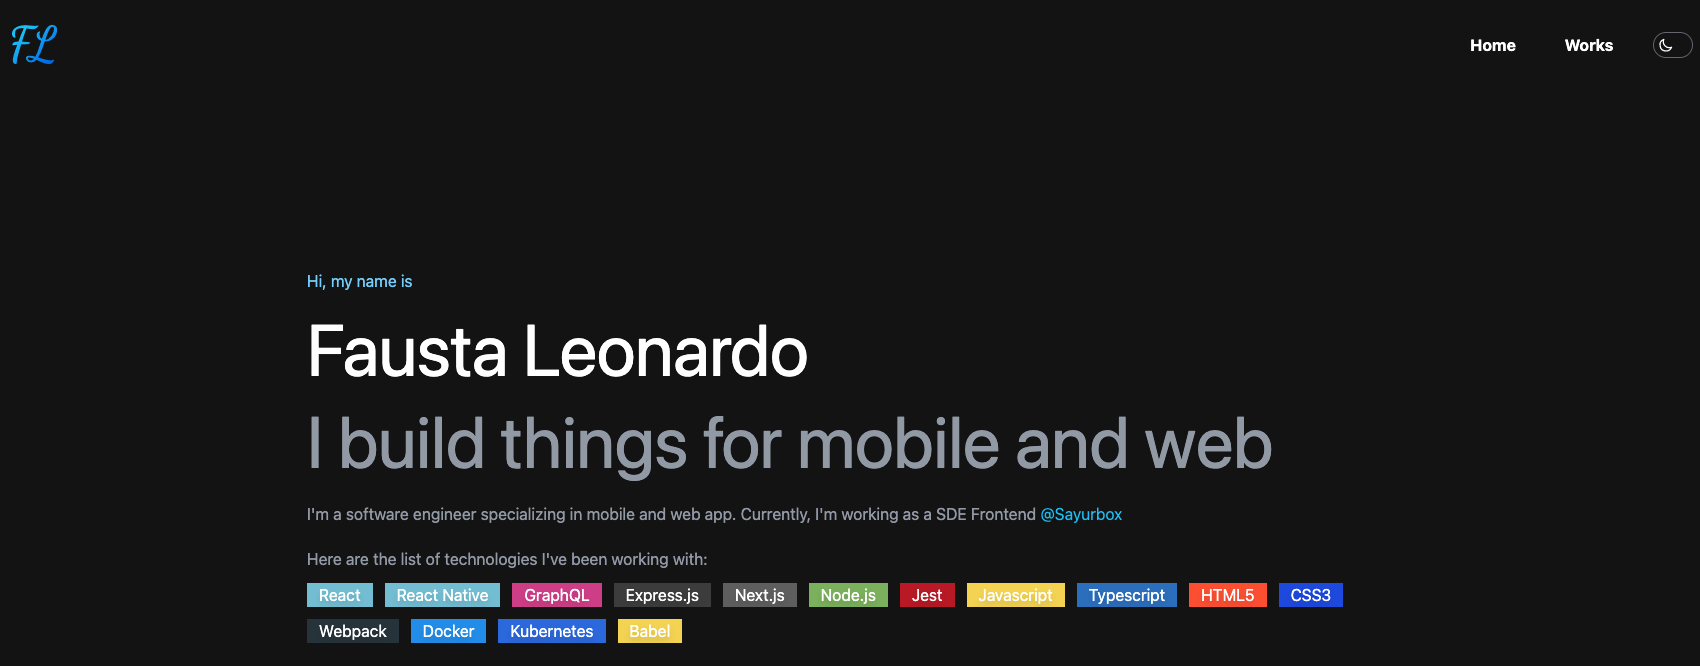 FL
Home Works
Hi, my name is
Fausta Leonardo
I build things for mobile and web
I'm a software engineer specializing in mobile and web app. Currently, I'm working as a SDE Frontend @Sayurbox
Here are the list of technologies I've been working with:
React React Native GraphQL Express.js Next.js Node.js Jest Javascript Typescript HTML5 CSS3
Webpack Docker Kubernetes Babel